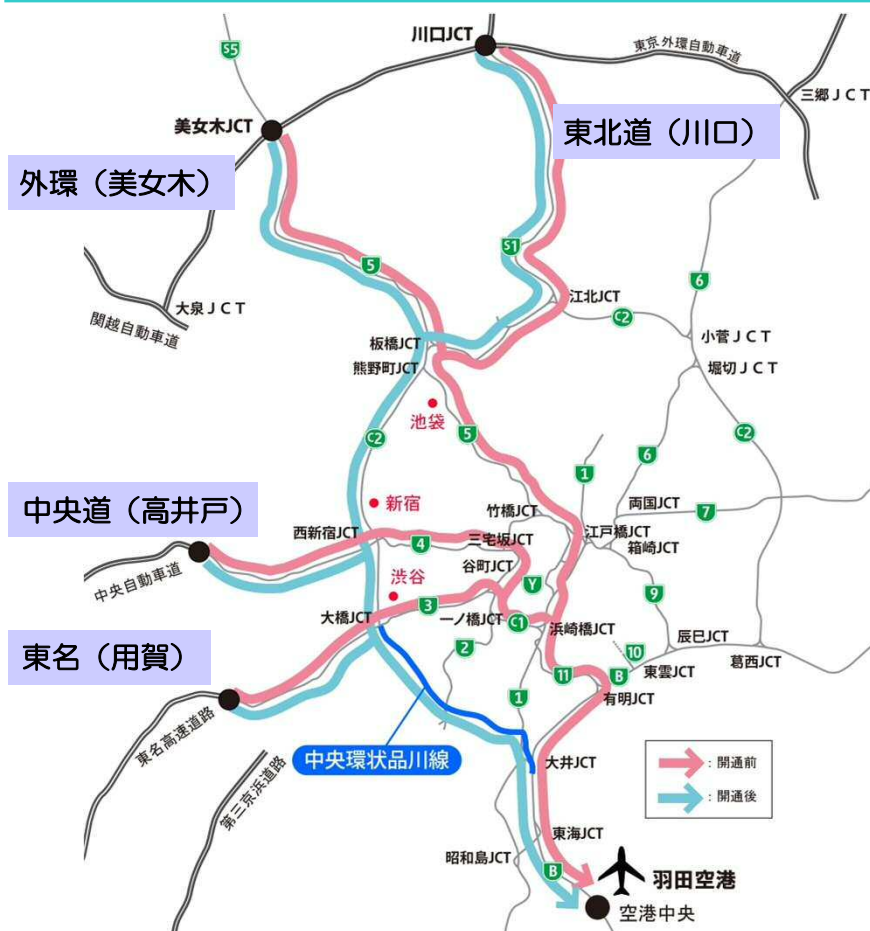 川口JCT
東京外環自動車道
S5
三郷ＪＣＴ
美女木JCT
東北道（川口）
外環（美女木）
S1
5
6
大泉ＪＣＴ
関越自動車道
江北JCT
C2
小菅ＪＣＴ
板橋JCT
熊野町JCT
堀切ＪＣＴ
池袋
C2
5
C2
6
1
中央道（高井戸）
新宿
竹橋JCT
両国JCT
7
西新宿JCT
4
三宅坂JCT
江戸橋JCT
箱崎JCT
中央自動車道
谷町JCT
渋谷
Y
9
3
大橋JCT
一ノ橋JCT
C1
浜崎橋JCT
辰巳JCT
東名（用賀）
2
10
東雲JCT
葛西JCT
11
B
1
有明JCT
東名高速道路
中央環状品川線
大井JCT
：開通前
第三京浜道路
：開通後
東海JCT
昭和島JCT
B
羽田空港
空港中央